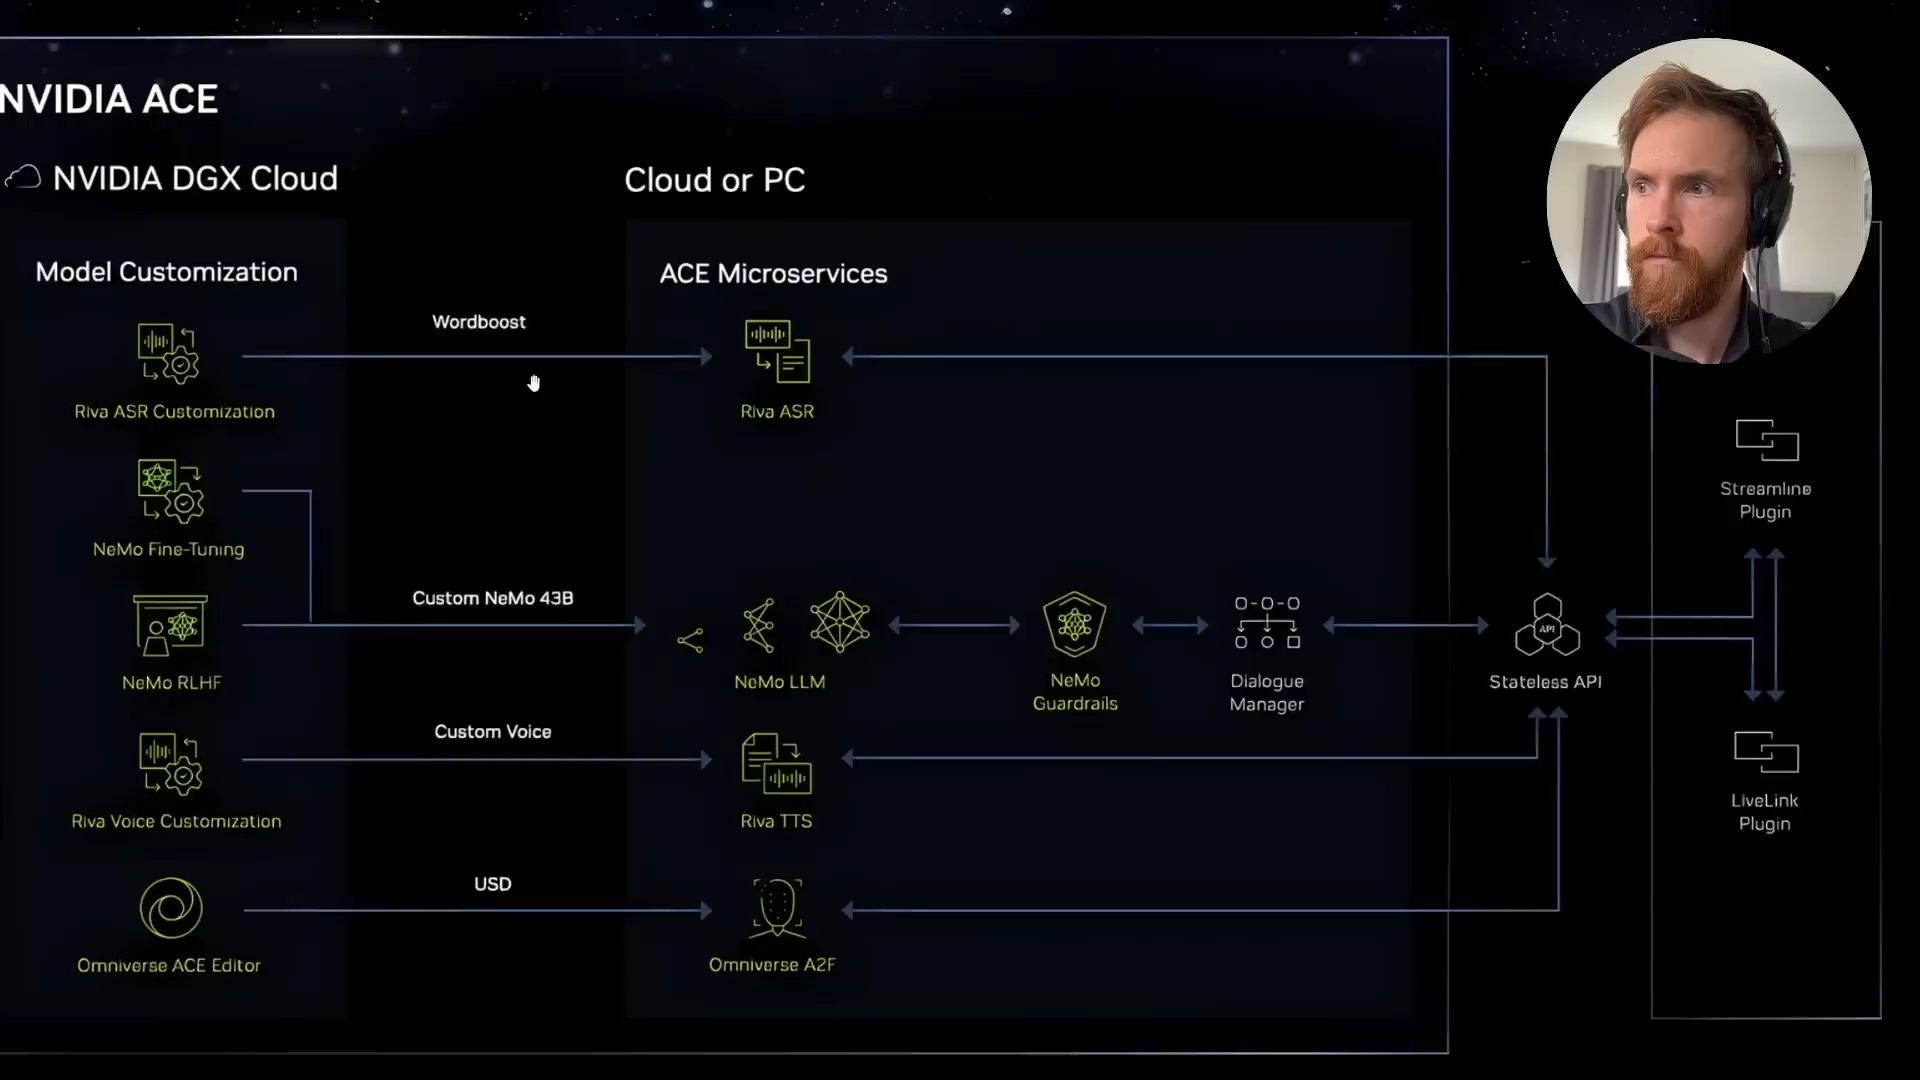 NVIDIA ACE
NVIDIA DGX Cloud
Cloud or PC
Model Customization
ACE Microservices
Wordboost
Riva ASR Customization
Riva ASR
Streamline
Plugin
NeMo Fine-Tuning
Custom NeMo 43B
API
NeMo RLHF
NeMo LLM
NeMo
Guardrails
Dialogue
Manager
Stateless API
Custom Voice
LiveLink
Plugin
Riva Voice Customization
Riva TTS
USD
Omniverse ACE Editor
Omniverse A2F